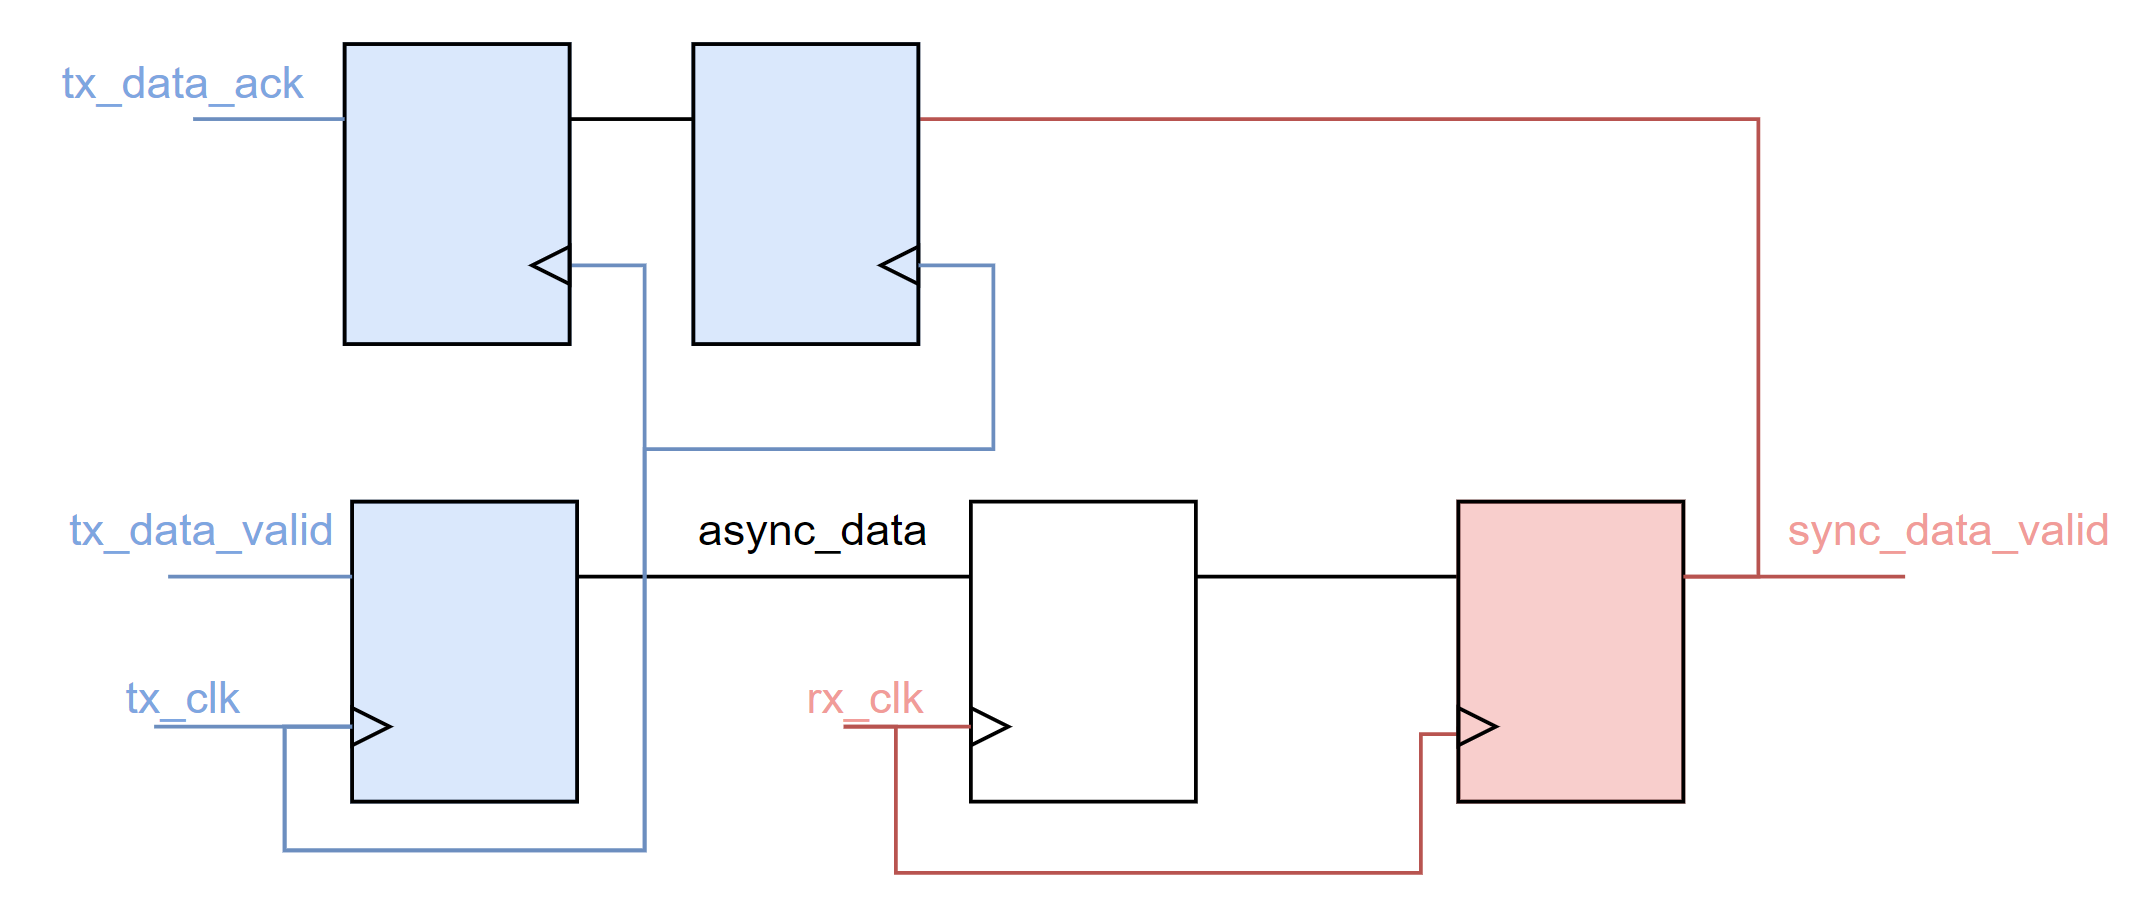 tx_data_ack
tx_data_valid
async_data
sync_data_valid
tx_clk
rx_clk